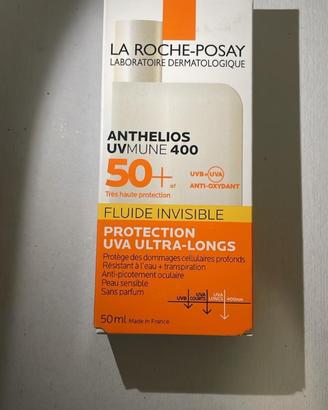 LA ROCHE-POSAY
LABORATOIRE DERMATOLOGIQUE
ANTHELIOS
UVMUNE 400
50+
Très haute protection
UVB+UVA
ANTI-OXYDANT
FLUIDE INVISIBLE
PROTECTION
UVA ULTRA-LONGS
Protège des dommages cellulaires profonds
Résistant à l'eau + transpiration
Anti-picotement oculaire
Peau sensible
Sans parfum
UVB
UVA COURTS
UVA LONGS
400nm
50ml Made in France